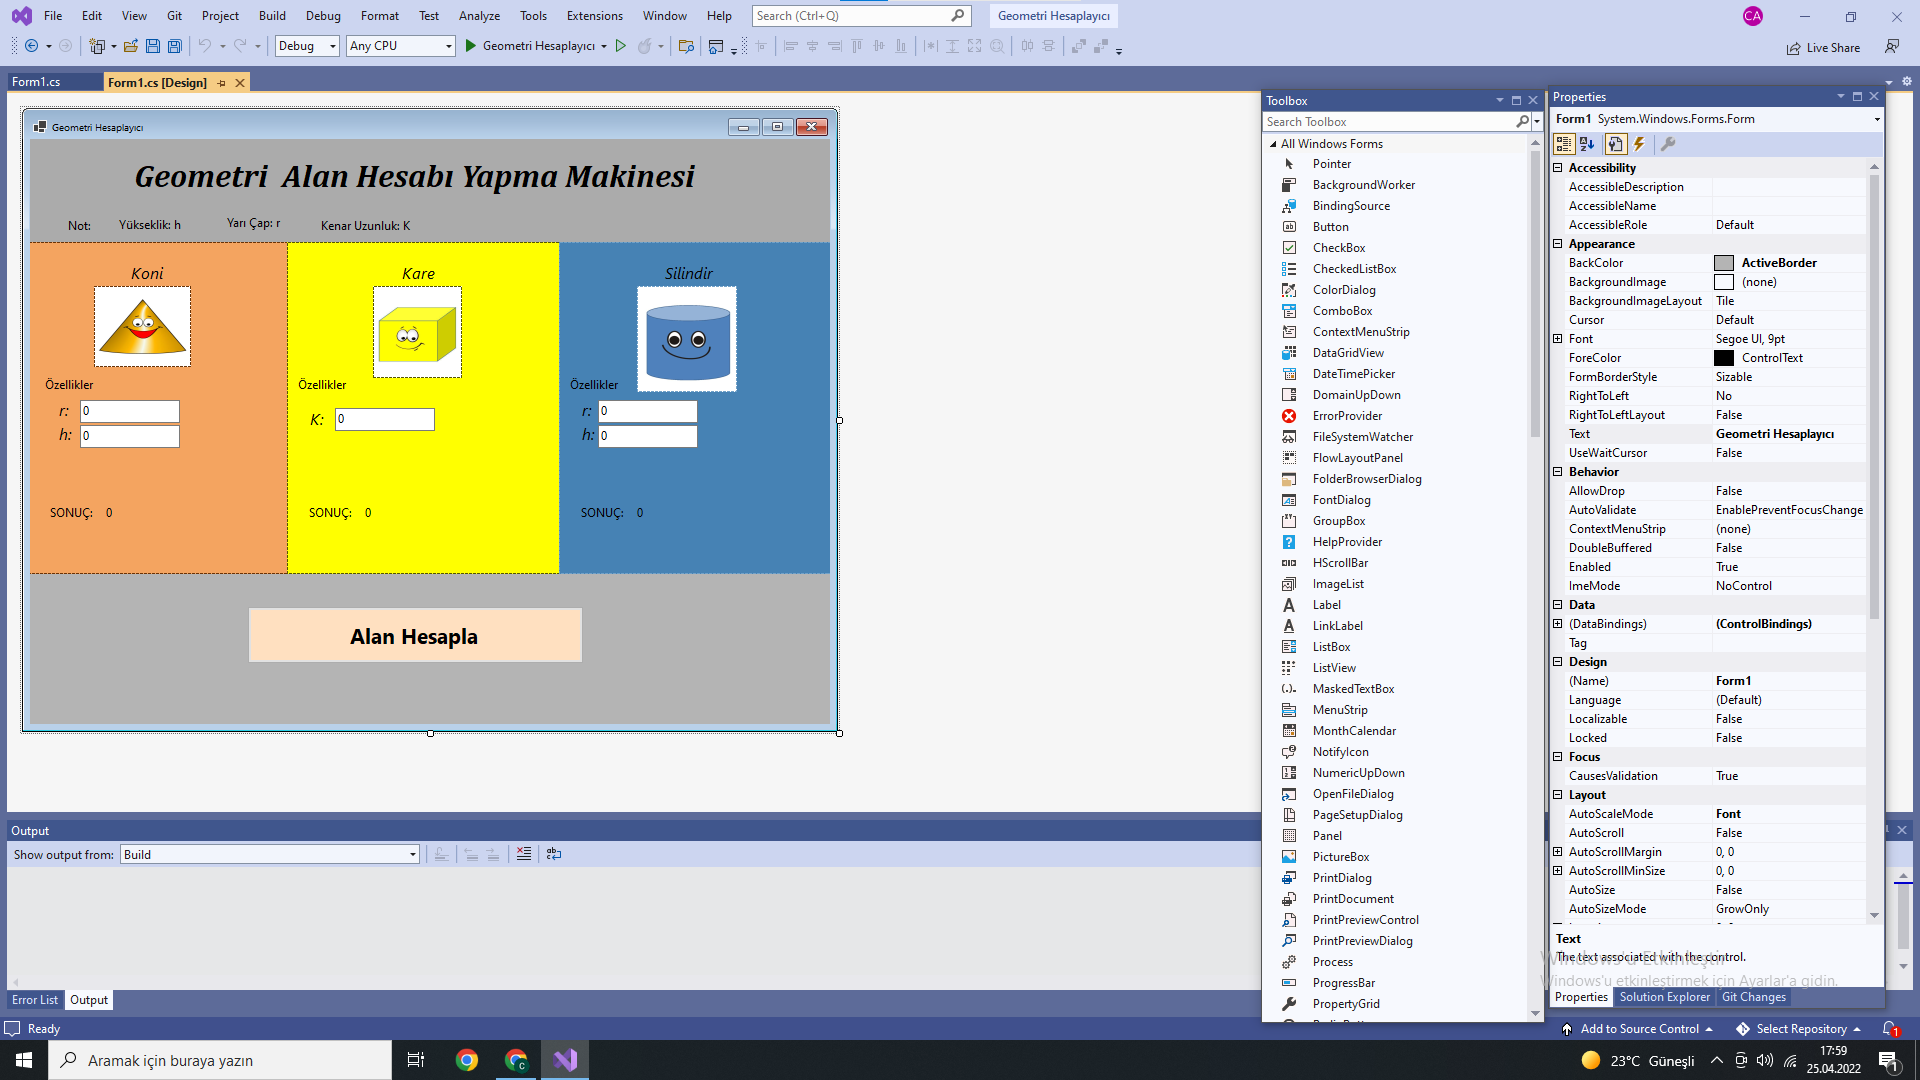 File Edit View Git Project Build Debug Format Test Analyze Tools Extensions Window Help Search (Ctrl+Q) Geometri Hesaplayıcı CA
Debug Any CPU Geometri Hesaplayıcı Live Share
Form1.cs Form1.cs [Design]
Geometri Hesaplayıcı
Geometri Alan Hesabı Yapma Makinesi
Not: Yükseklik: h Yarı Çap: r Kenar Uzunluk: K
Koni Kare Silindir
Özellikler Özellikler Özellikler
r: 0 K: 0 r: 0
h: 0 h: 0
SONUÇ: 0 SONUÇ: 0 SONUÇ: 0
Alan Hesapla
Output
Show output from: Build
Error List Output
Ready
Toolbox
Search Toolbox
All Windows Forms
Pointer
BackgroundWorker
BindingSource
Button
CheckBox
CheckedListBox
ColorDialog
ComboBox
ContextMenuStrip
DataGridView
DateTimePicker
DomainUpDown
ErrorProvider
FileSystemWatcher
FlowLayoutPanel
FolderBrowserDialog
FontDialog
GroupBox
HelpProvider
HScrollBar
ImageList
Label
LinkLabel
ListBox
ListView
MaskedTextBox
MenuStrip
MonthCalendar
NotifyIcon
NumericUpDown
OpenFileDialog
PageSetupDialog
Panel
PictureBox
PrintDialog
PrintDocument
PrintPreviewControl
PrintPreviewDialog
Process
ProgressBar
PropertyGrid
Properties
Form1 System.Windows.Forms.Form
Accessibility
AccessibleDescription
AccessibleName
AccessibleRole Default
Appearance
BackColor ActiveBorder
BackgroundImage (none)
BackgroundImageLayout Tile
Cursor Default
Font Segoe UI, 9pt
ForeColor ControlText
FormBorderStyle Sizable
RightToLeft No
RightToLeftLayout False
Text Geometri Hesaplayıcı
UseWaitCursor False
Behavior
AllowDrop False
AutoValidate EnablePreventFocusChange
ContextMenuStrip (none)
DoubleBuffered False
Enabled True
ImeMode NoControl
Data
(DataBindings) (ControlBindings)
Tag
Design
(Name) Form1
Language (Default)
Localizable False
Locked False
Focus
CausesValidation True
Layout
AutoScaleMode Font
AutoScroll False
AutoScrollMargin 0; 0
AutoScrollMinSize 0; 0
AutoSize False
AutoSizeMode GrowOnly
Text
The text associated with the control.
Windows'u Etkinleştir
Windows'u etkinleştirmek için Ayarlar'a gidin.
Properties Solution Explorer Git Changes
Add to Source Control Select Repository 1
Aramak için buraya yazın 23°C Güneşli 17:59
25.04.2022 1